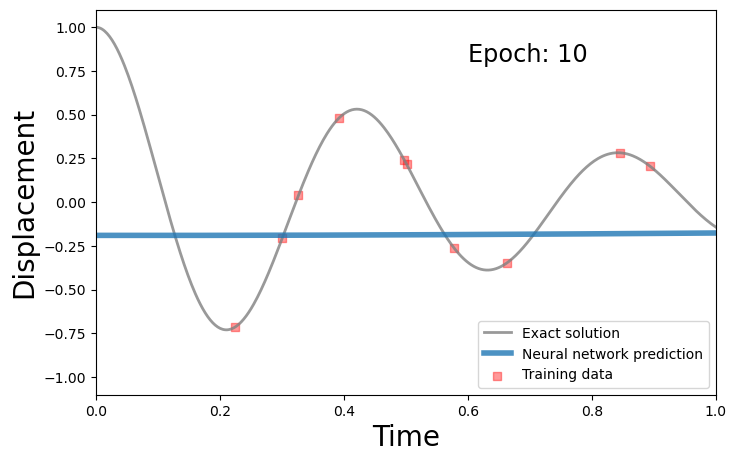 Epoch: 10
1.00
0.75
0.50
0.25
0.00
−0.25
−0.50
−0.75
−1.00
Displacement
0.0 0.2 0.4 0.6 0.8 1.0
Time
Exact solution
Neural network prediction
Training data